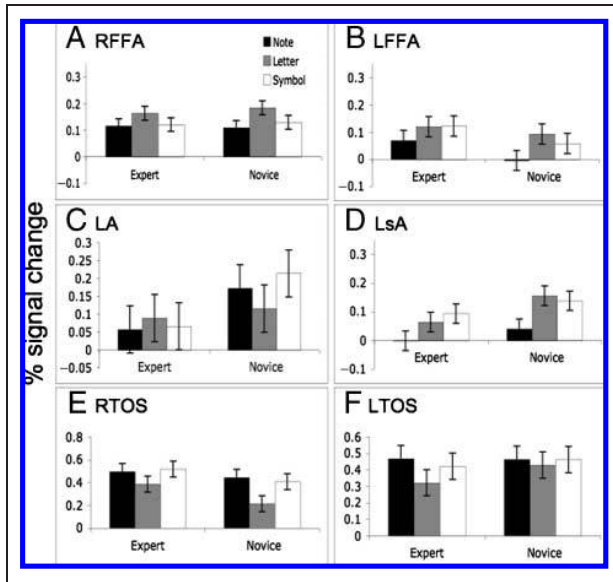 A RFFA
Note
Letter
Symbol
0.3
0.2
0.1
0
−0.1
Expert
Novice
B LFFA
0.3
0.2
0.1
0
−0.1
Expert
Novice
C LA
0.3
0.25
0.2
0.15
0.1
0.05
0
−0.05
Expert
Novice
D LsA
0.3
0.2
0.1
0
−0.1
Expert
Novice
% signal change
E RTOS
0.8
0.6
0.4
0.2
0
Expert
Novice
F LTOS
0.6
0.5
0.4
0.3
0.2
0.1
0
Expert
Novice